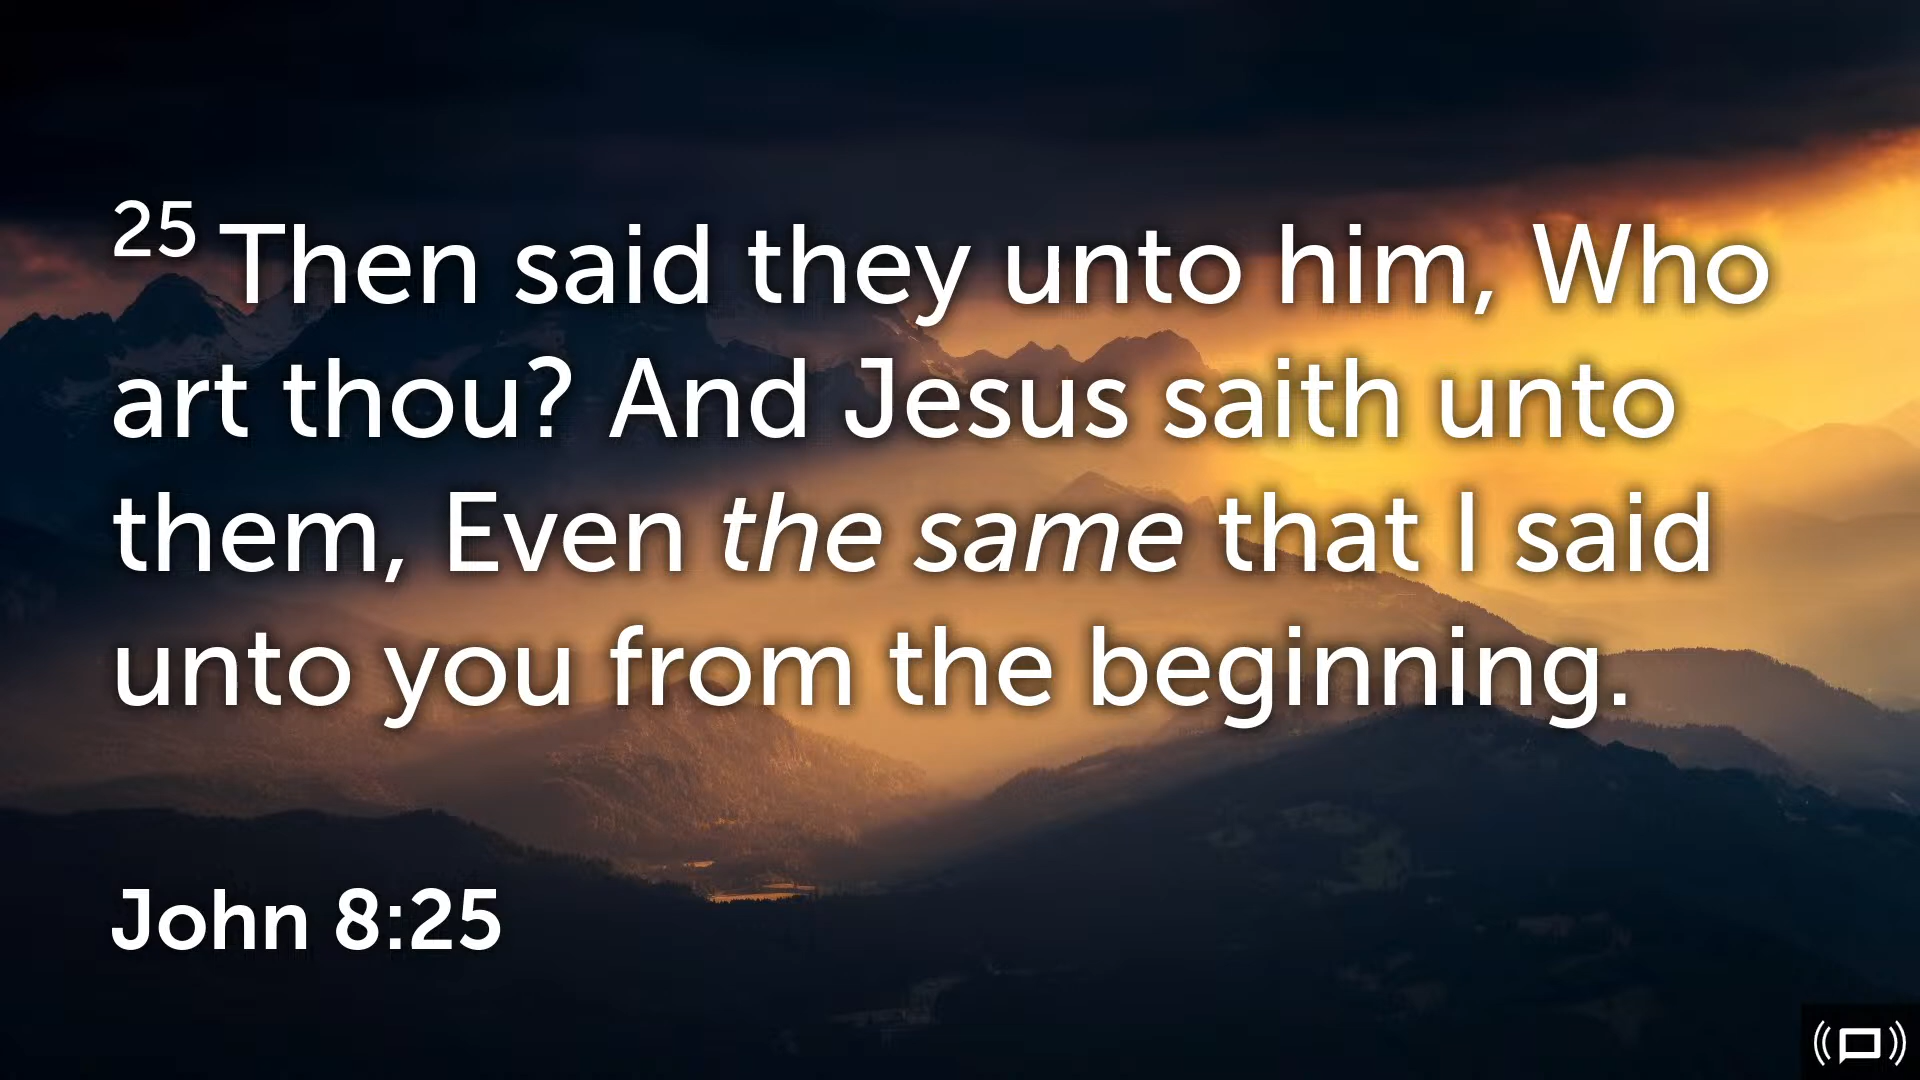 25 Then said they unto him, Who
art thou? And Jesus saith unto
them, Even the same that I said
unto you from the beginning.
John 8:25